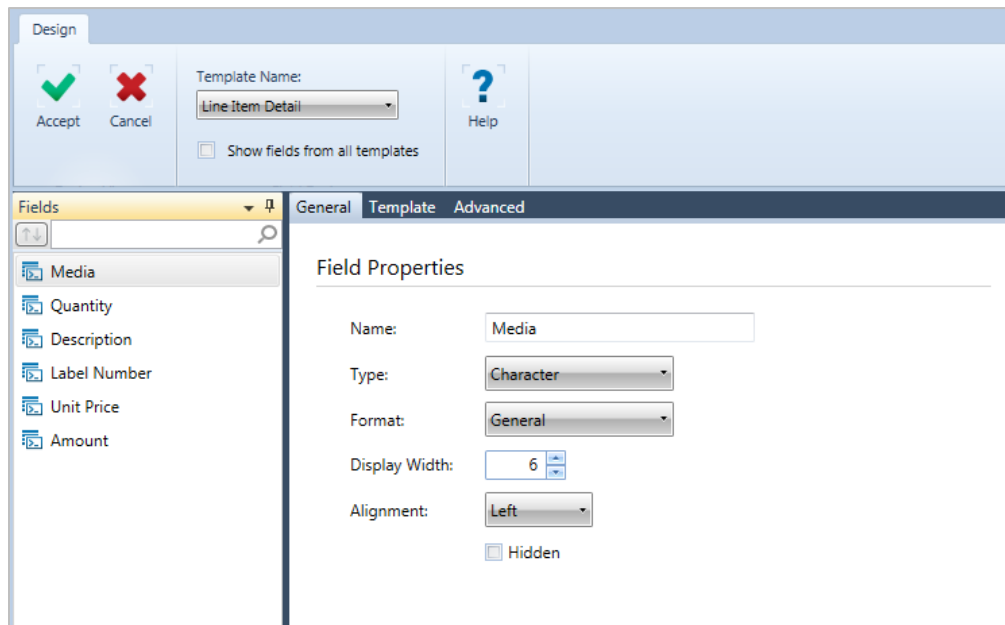 Design
Template Name:
Line Item Detail
Accept
Cancel
Show fields from all templates
Help
Fields
General Template Advanced
Media
Quantity
Description
Label Number
Unit Price
Amount
Field Properties
Name: Media
Type: Character
Format: General
Display Width: 6
Alignment: Left
Hidden